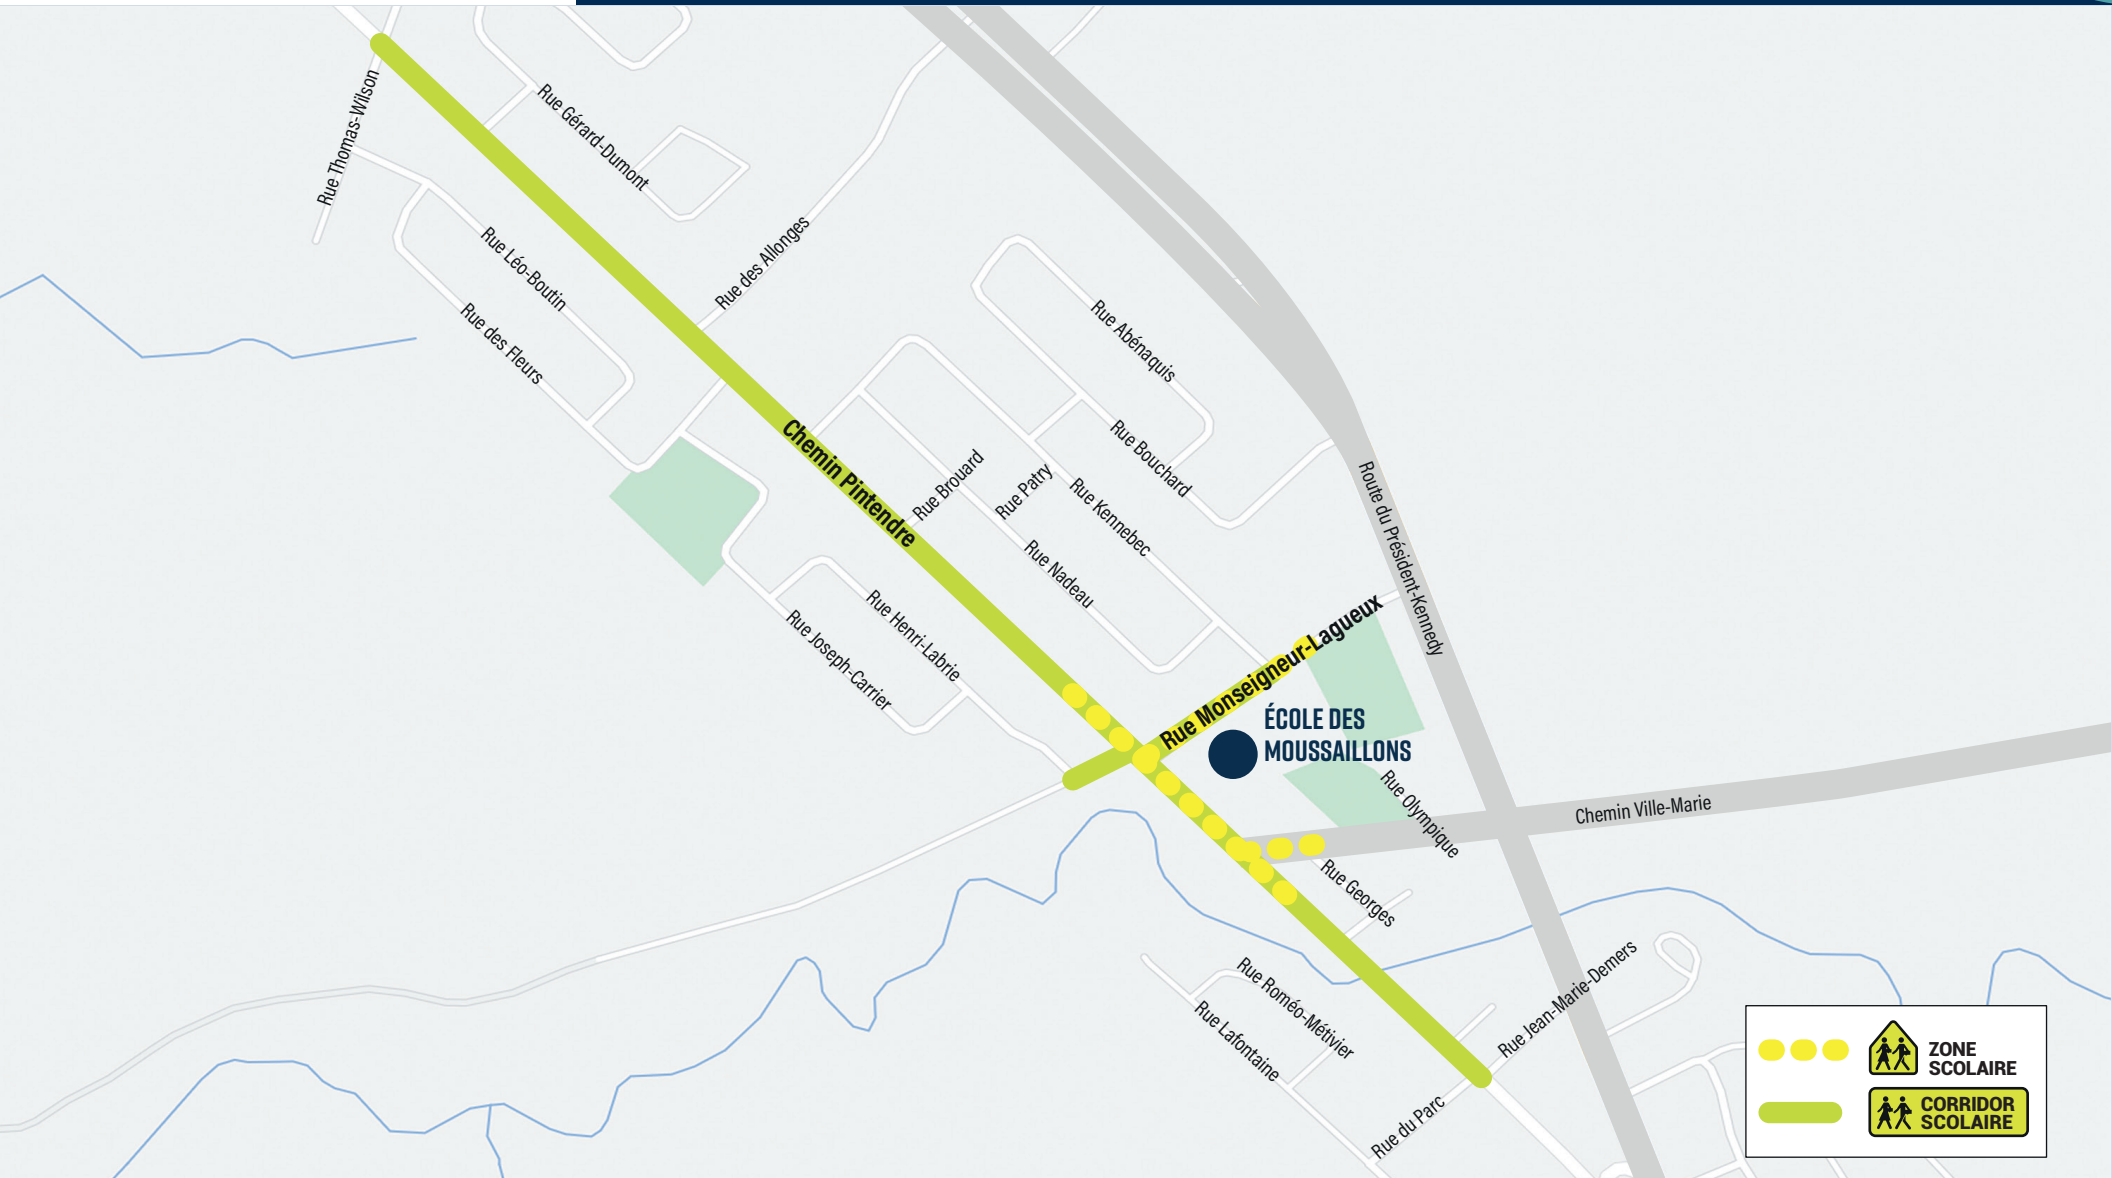 Rue Thomas-Wilson
Rue Gérard-Dumont
Rue Léo-Boutin
Rue des Allonges
Rue des Fleurs
Rue Abénaquis
Chemin Pintendre
Rue Brouard
Rue Patry
Rue Bouchard
Rue Kennebec
Rue Nadeau
Route du Président-Kennedy
Rue Henri-Labrie
Rue Joseph-Carrier
Rue Monseigneur-Lagueux
ÉCOLE DES
MOUSSAILLONS
Rue Olympique
Chemin Ville-Marie
Rue Georges
Rue Roméo-Métivier
Rue Lafontaine
Rue Jean-Marie-Demers
Rue du Parc
ZONE
SCOLAIRE
CORRIDOR
SCOLAIRE